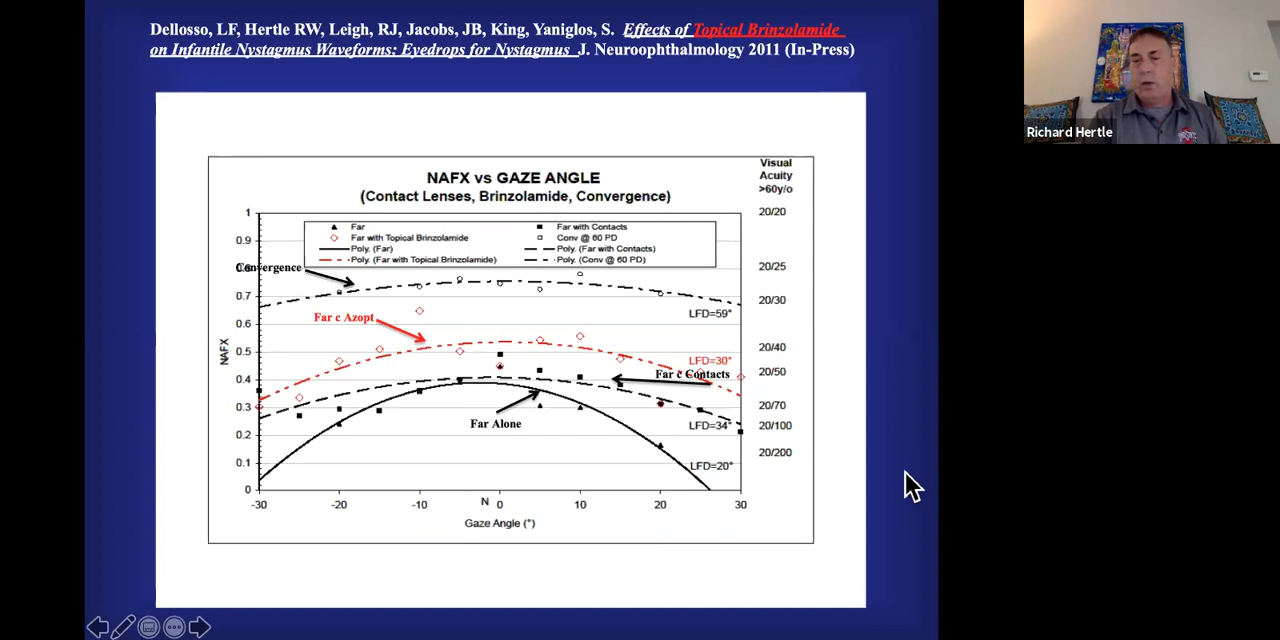 Dellosso, LF, Hertle RW, Leigh, RJ, Jacobs, JB, King, Yaniglos, S. Effects of Topical Brinzolamide
on Infantile Nystagmus Waveforms: Eyedrops for Nystagmus J. Neuroophthalmology 2011 (In-Press)
Richard Hertle
NAFX vs GAZE ANGLE
(Contact Lenses, Brinzolamide, Convergence)
Visual
Acuity
>60y/o
Far
Far with Contacts
Far with Topical Brinzolamide
Conv @ 60 PD
Poly. (Far)
Poly. (Far with Contacts)
Poly. (Far with Topical Brinzolamide)
Poly. (Conv @ 60 PD)
1
0.9
0.7
0.6
0.5
0.4
0.3
0.2
0.1
0
NAFX
Convergence
Far c Azopt
Far c Contacts
Far Alone
LFD=59°
LFD=30°
LFD=34°
LFD=20°
20/20
20/25
20/30
20/40
20/50
20/70
20/100
20/200
-30
-20
-10
N
0
10
20
30
Gaze Angle (°)